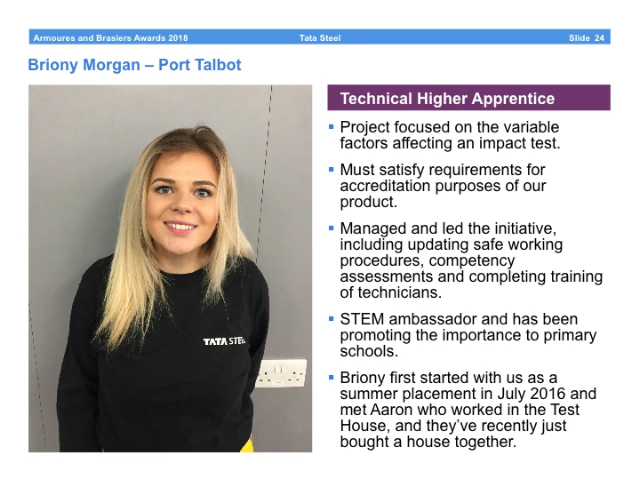 Armoures and Brasiers Awards 2018 Tata Steel Slide 24
Briony Morgan – Port Talbot
Technical Higher Apprentice
Project focused on the variable
factors affecting an impact test.
Must satisfy requirements for
accreditation purposes of our
product.
Managed and led the initiative,
including updating safe working
procedures, competency
assessments and completing training
of technicians.
STEM ambassador and has been
promoting the importance to primary
schools.
Briony first started with us as a
summer placement in July 2016 and
met Aaron who worked in the Test
House, and they’ve recently just
bought a house together.
TATA STEEL